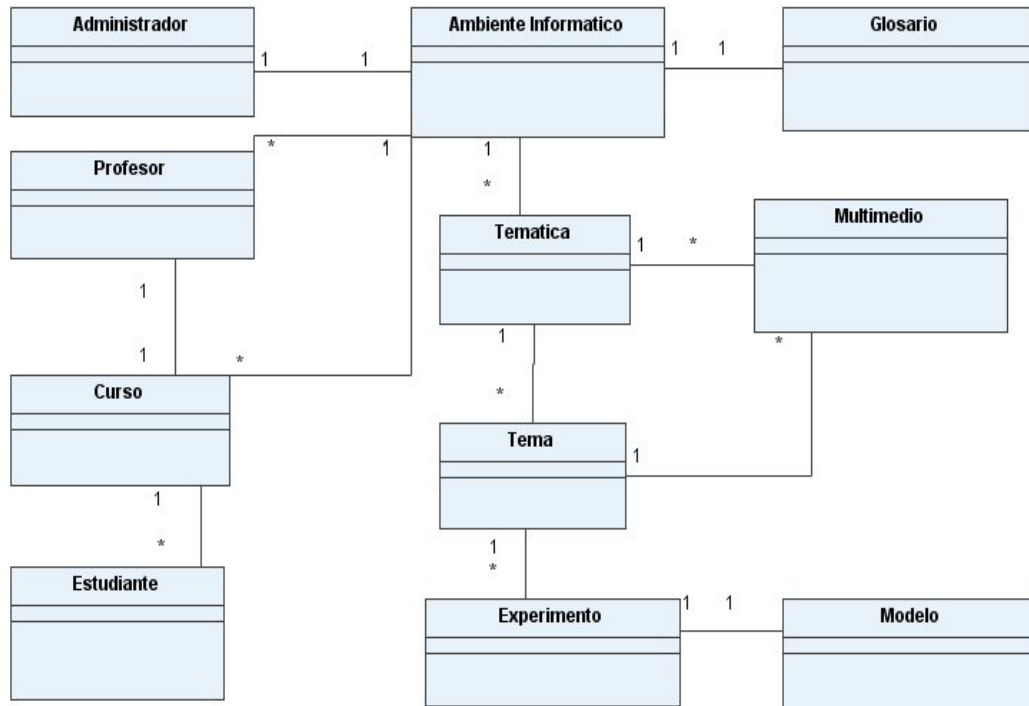 Administrador
Ambiente Informatico
Glosario
1 1
1 1
* 1
Profesor
1
*
Tematica
Multimedio
1 *
1
1
*
1
*
*
Curso
Tema
1
1
*
1
*
Estudiante
Experimento
1 1
Modelo